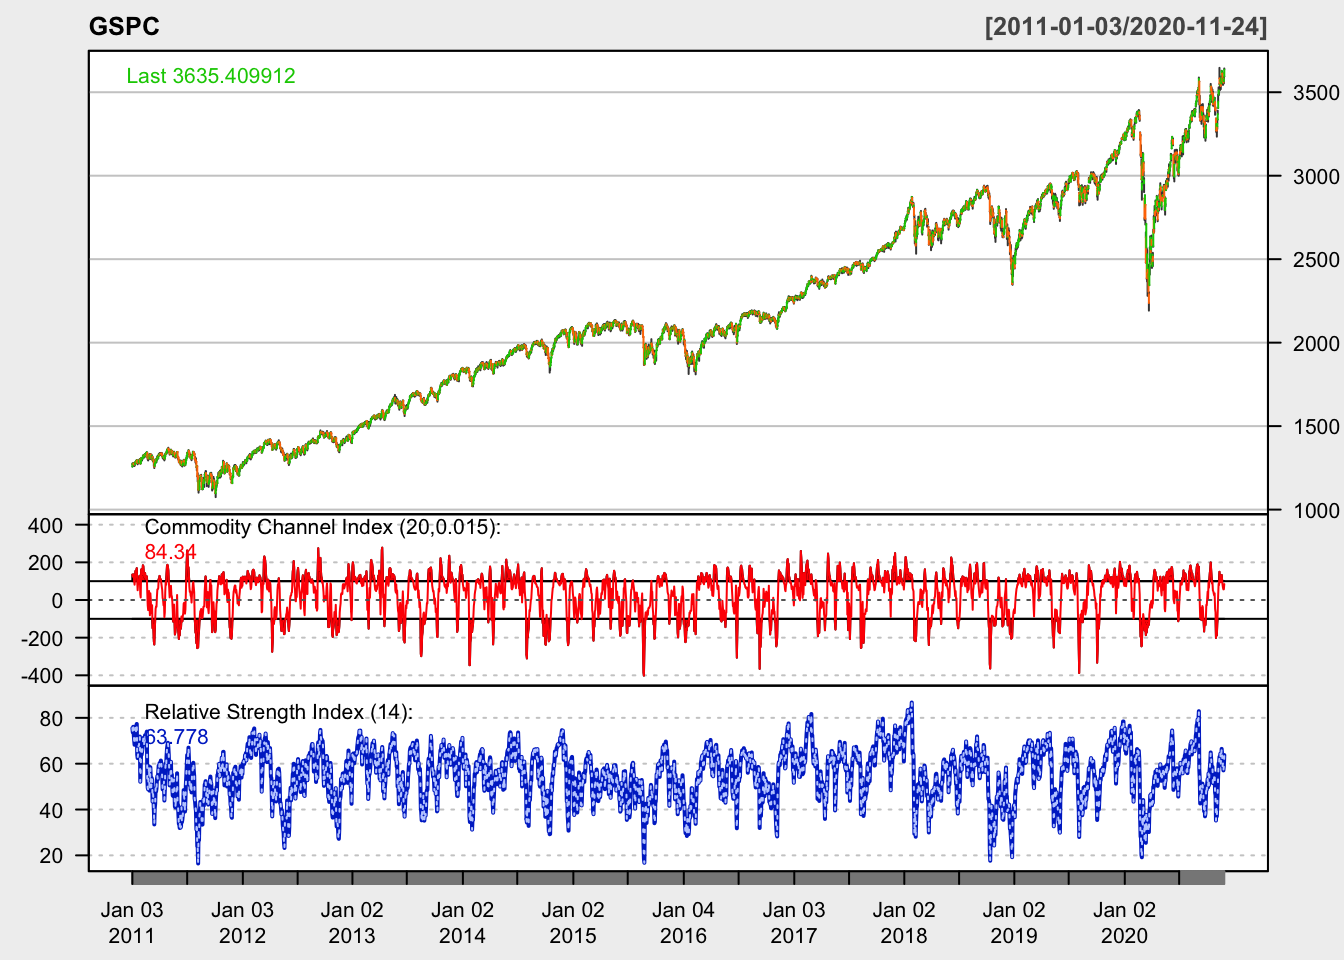 GSPC [2011-01-03/2020-11-24]
Last 3635.409912
3500
3000
2500
2000
1500
1000
Commodity Channel Index (20,0.015):
84.34
400
200
0
-200
-400
Relative Strength Index (14):
63.778
80
60
40
20
Jan 03 Jan 03 Jan 02 Jan 02 Jan 02 Jan 04 Jan 03 Jan 02 Jan 02 Jan 02
2011 2012 2013 2014 2015 2016 2017 2018 2019 2020